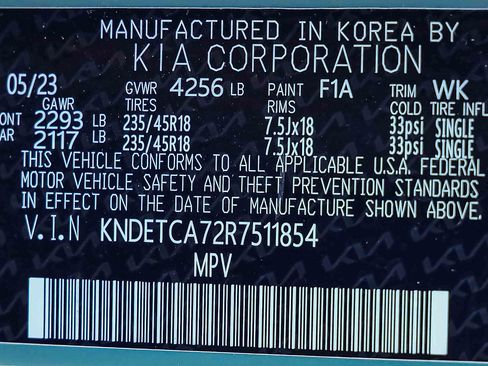 MANUFACTURED IN KOREA BY
KIA CORPORATION
05/23 GVWR 4256 LB PAINT F1A TRIM WK
GAWR TIRES RIMS COLD TIRE INFL
ONT 2293 LB 235/45R18 7.5Jx18 33psi SINGLE
AR 2117 LB 235/45R18 7.5Jx18 33psi SINGLE
THIS VEHICLE CONFORMS TO ALL APPLICABLE U.S.A. FEDERAL
MOTOR VEHICLE SAFETY AND THEFT PREVENTION STANDARDS
IN EFFECT ON THE DATE OF MANUFACTURE SHOWN ABOVE.
V.I.N KNDETCA72R7511854
MPV